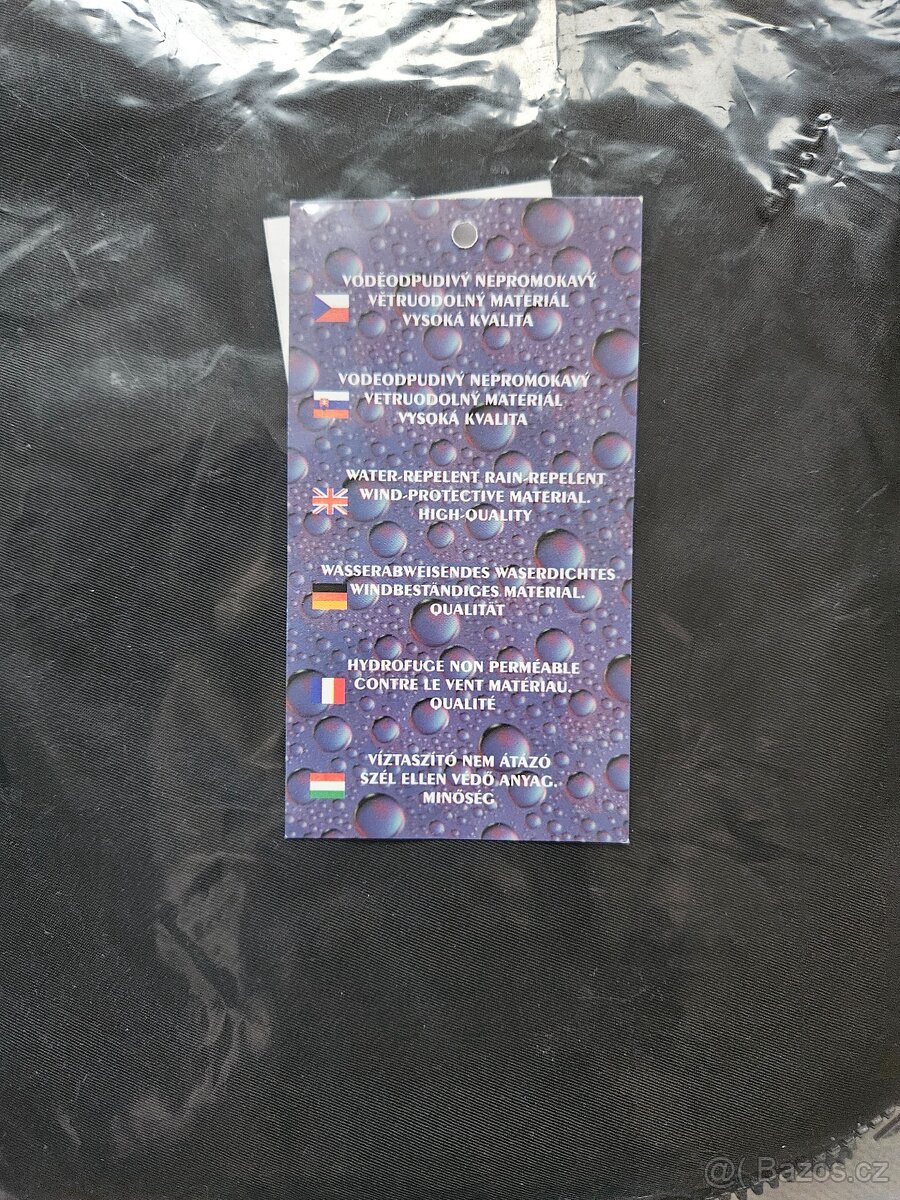 VODĚODPUDIVÝ NEPROMOKAVÝ
VĚTRUODOLNÝ MATERIÁL
VYSOKÁ KVALITA
VODEODPUDIVÝ NEPROMOKAVÝ
VETRUODOLNÝ MATERIÁL
VYSOKÁ KVALITA
WATER-REPELENT RAIN-REPELENT
WIND-PROTECTIVE MATERIAL.
HIGH-QUALITY
WASSERABWEISENDES WASERDICHTES
WINDBESTÄNDIGES MATERIAL.
QUALITÄT
HYDROFUGE NON PERMÉABLE
CONTRE LE VENT MATÉRIAU.
QUALITÉ
VÍZTASZÍTÓ NEM ÁTÁZÓ
SZÉL ELLEN VÉDŐ ANYAG.
MINŐSÉG
@( Bazos.cz